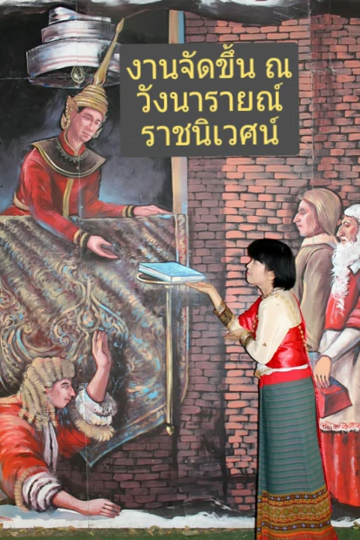 งานจัดขึ้น ณ
วังนารายณ์
ราชนิเวศน์